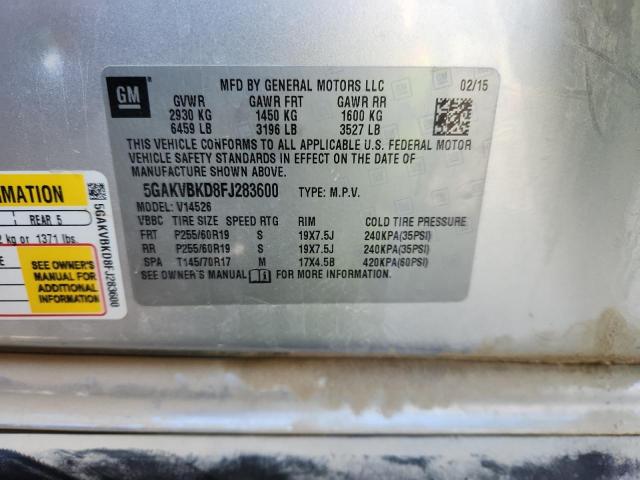 GM
MFD BY GENERAL MOTORS LLC 02/15
GVWR GAWR FRT GAWR RR
2930 KG 1450 KG 1600 KG
6459 LB 3196 LB 3527 LB
THIS VEHICLE CONFORMS TO ALL APPLICABLE U.S. FEDERAL MOTOR
VEHICLE SAFETY STANDARDS IN EFFECT ON THE DATE OF
MANUFACTURE SHOWN ABOVE.
5GAKVBKD8FJ283600 TYPE: M.P.V.
MODEL: V14526
VBBC TIRE SIZE SPEED RTG RIM COLD TIRE PRESSURE
FRT P255/60R19 S 19X7.5J 240KPA(35PSI)
RR P255/60R19 S 19X7.5J 240KPA(35PSI)
SPA T145/70R17 M 17X4.5B 420KPA(60PSI)
SEE OWNER'S MANUAL FOR MORE INFORMATION.
RMATION
REAR 5
kg or 1371 lbs.
SEE OWNER'S
MANUAL FOR
ADDITIONAL
INFORMATION
5GAKVBKD8FJ283600